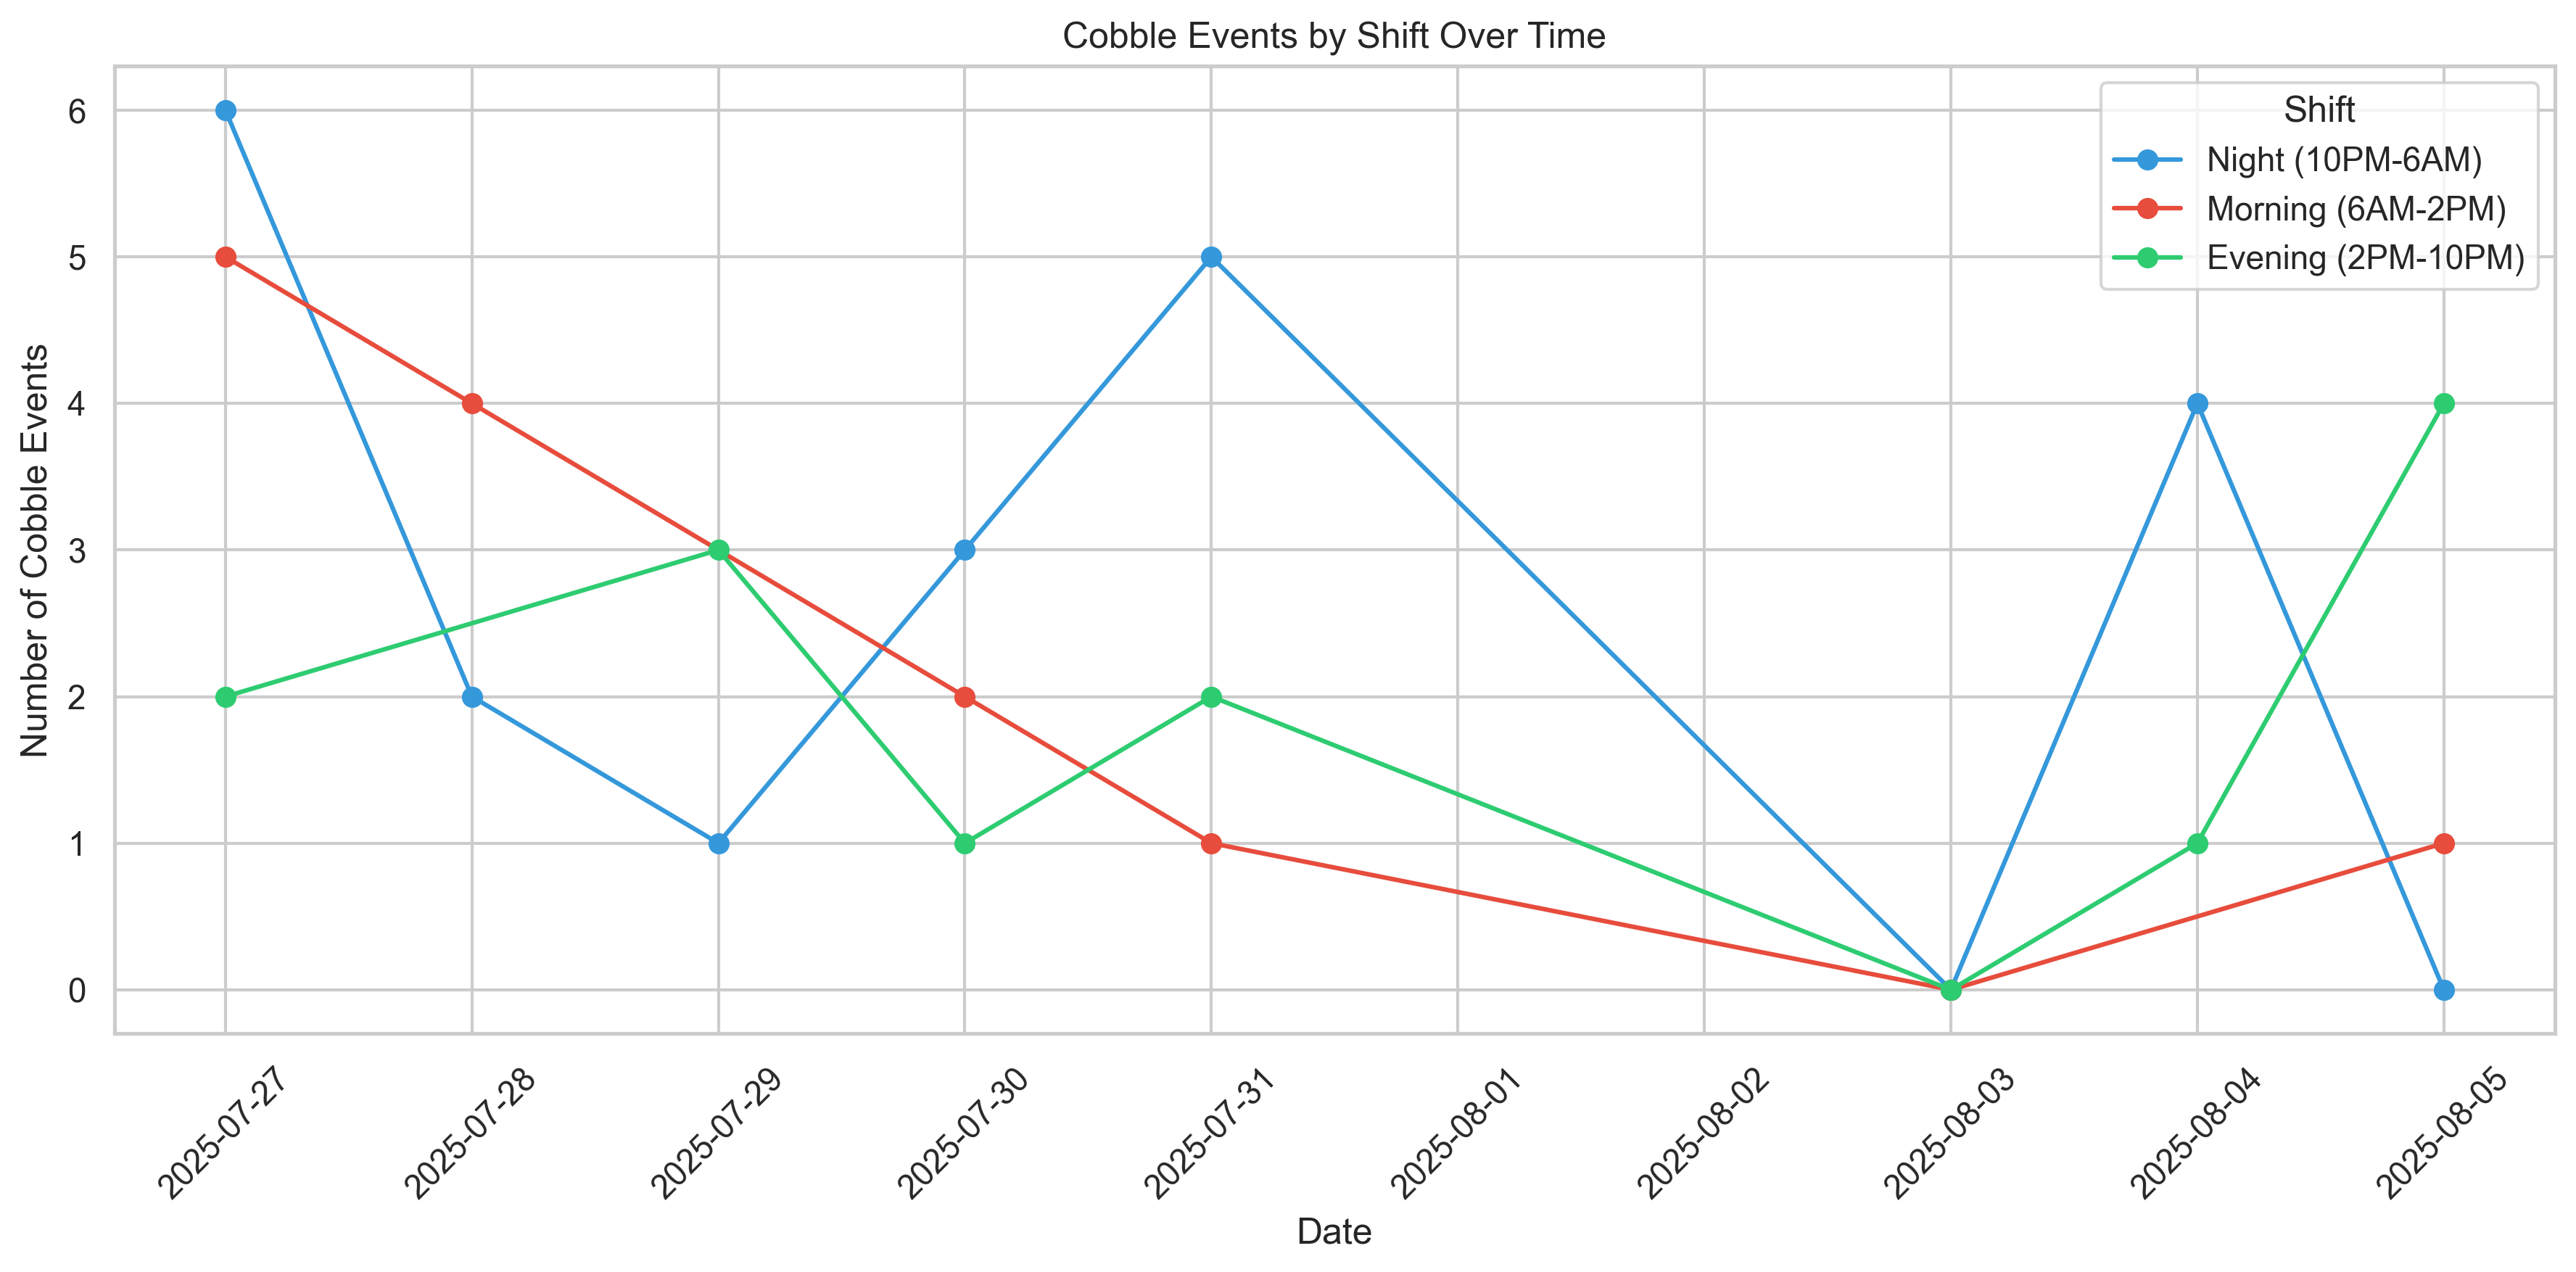 Cobble Events by Shift Over Time
Number of Cobble Events
6
5
4
3
2
1
0
Shift
Night (10PM-6AM)
Morning (6AM-2PM)
Evening (2PM-10PM)
2025-07-27
2025-07-28
2025-07-29
2025-07-30
2025-07-31
2025-08-01
2025-08-02
2025-08-03
2025-08-04
2025-08-05
Date